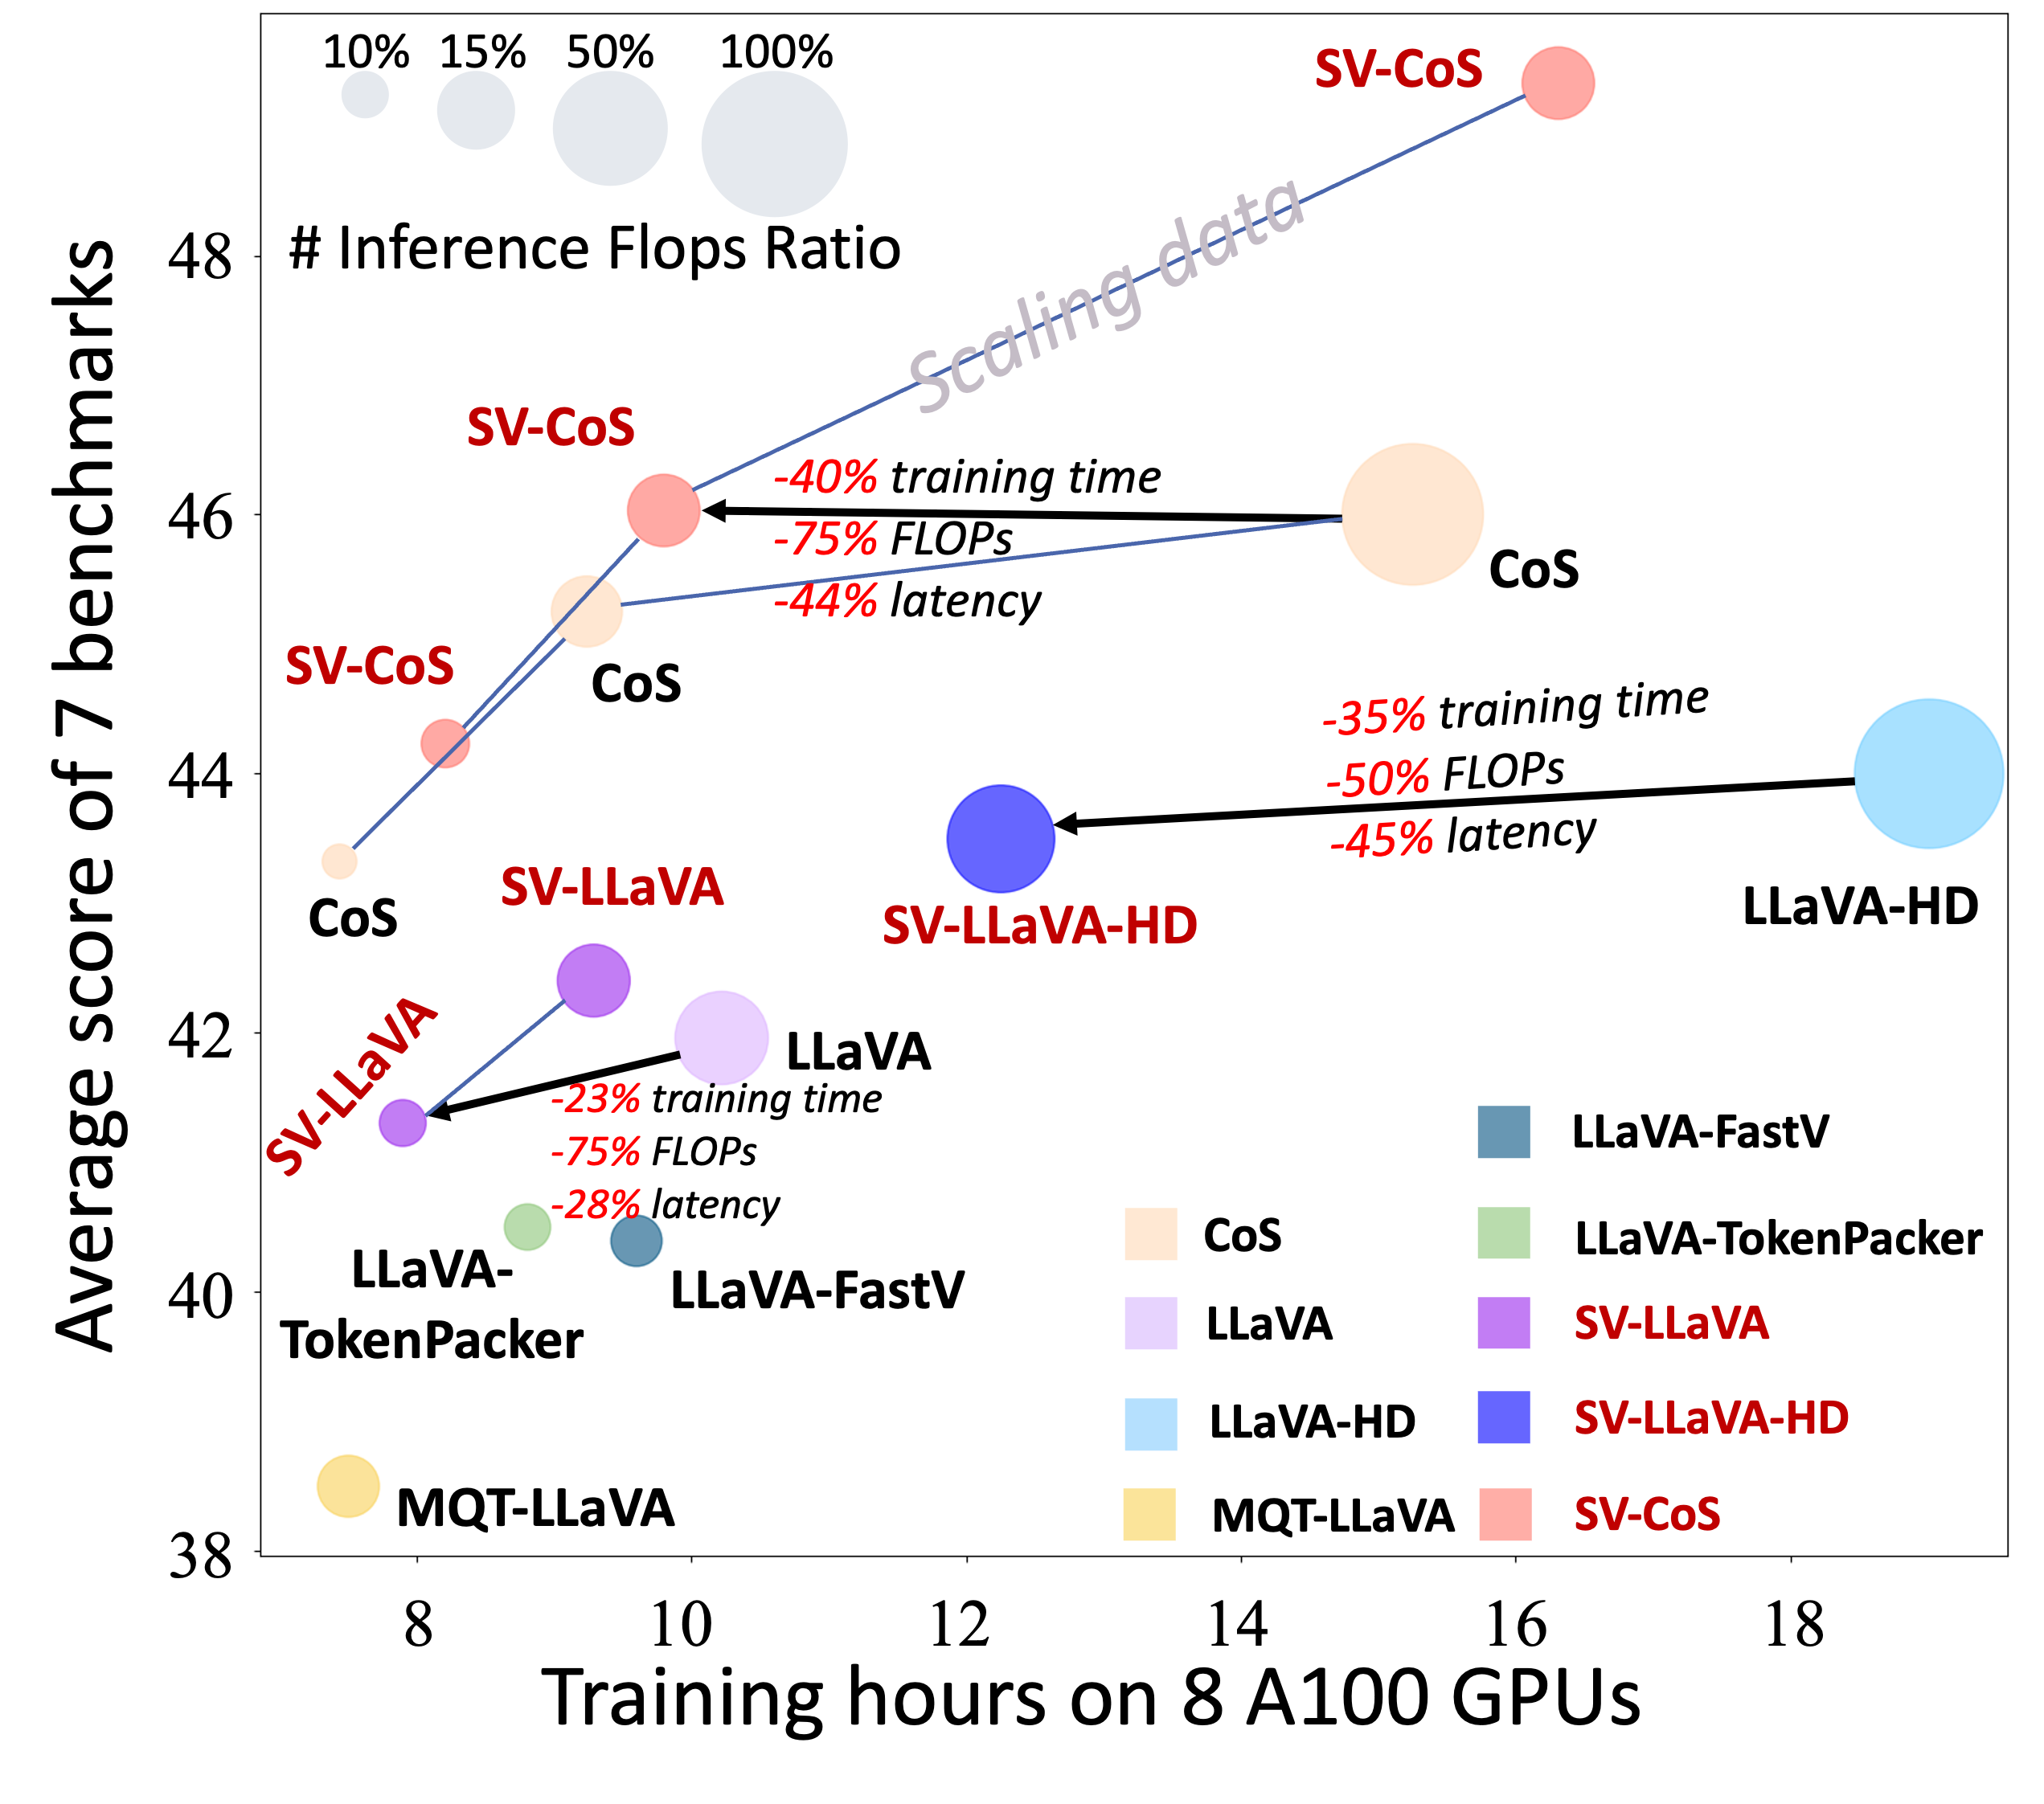 10% 15% 50% 100%
# Inference Flops Ratio
SV-CoS
Scaling data
SV-CoS
-40% training time
-75% FLOPs
-44% latency
CoS
SV-CoS
CoS
-35% training time
-50% FLOPs
-45% latency
LLaVA-HD
SV-LLaVA-HD
CoS
SV-LLaVA
SV-LLaVA
LLaVA
-23% training time
-75% FLOPs
-28% latency
LLaVA-
TokenPacker
LLaVA-FastV
MQT-LLaVA
CoS
LLaVA
LLaVA-HD
MQT-LLaVA
LLaVA-FastV
LLaVA-TokenPacker
SV-LLaVA
SV-LLaVA-HD
SV-CoS
Average score of 7 benchmarks
48
46
44
42
40
38
8 10 12 14 16 18
Training hours on 8 A100 GPUs